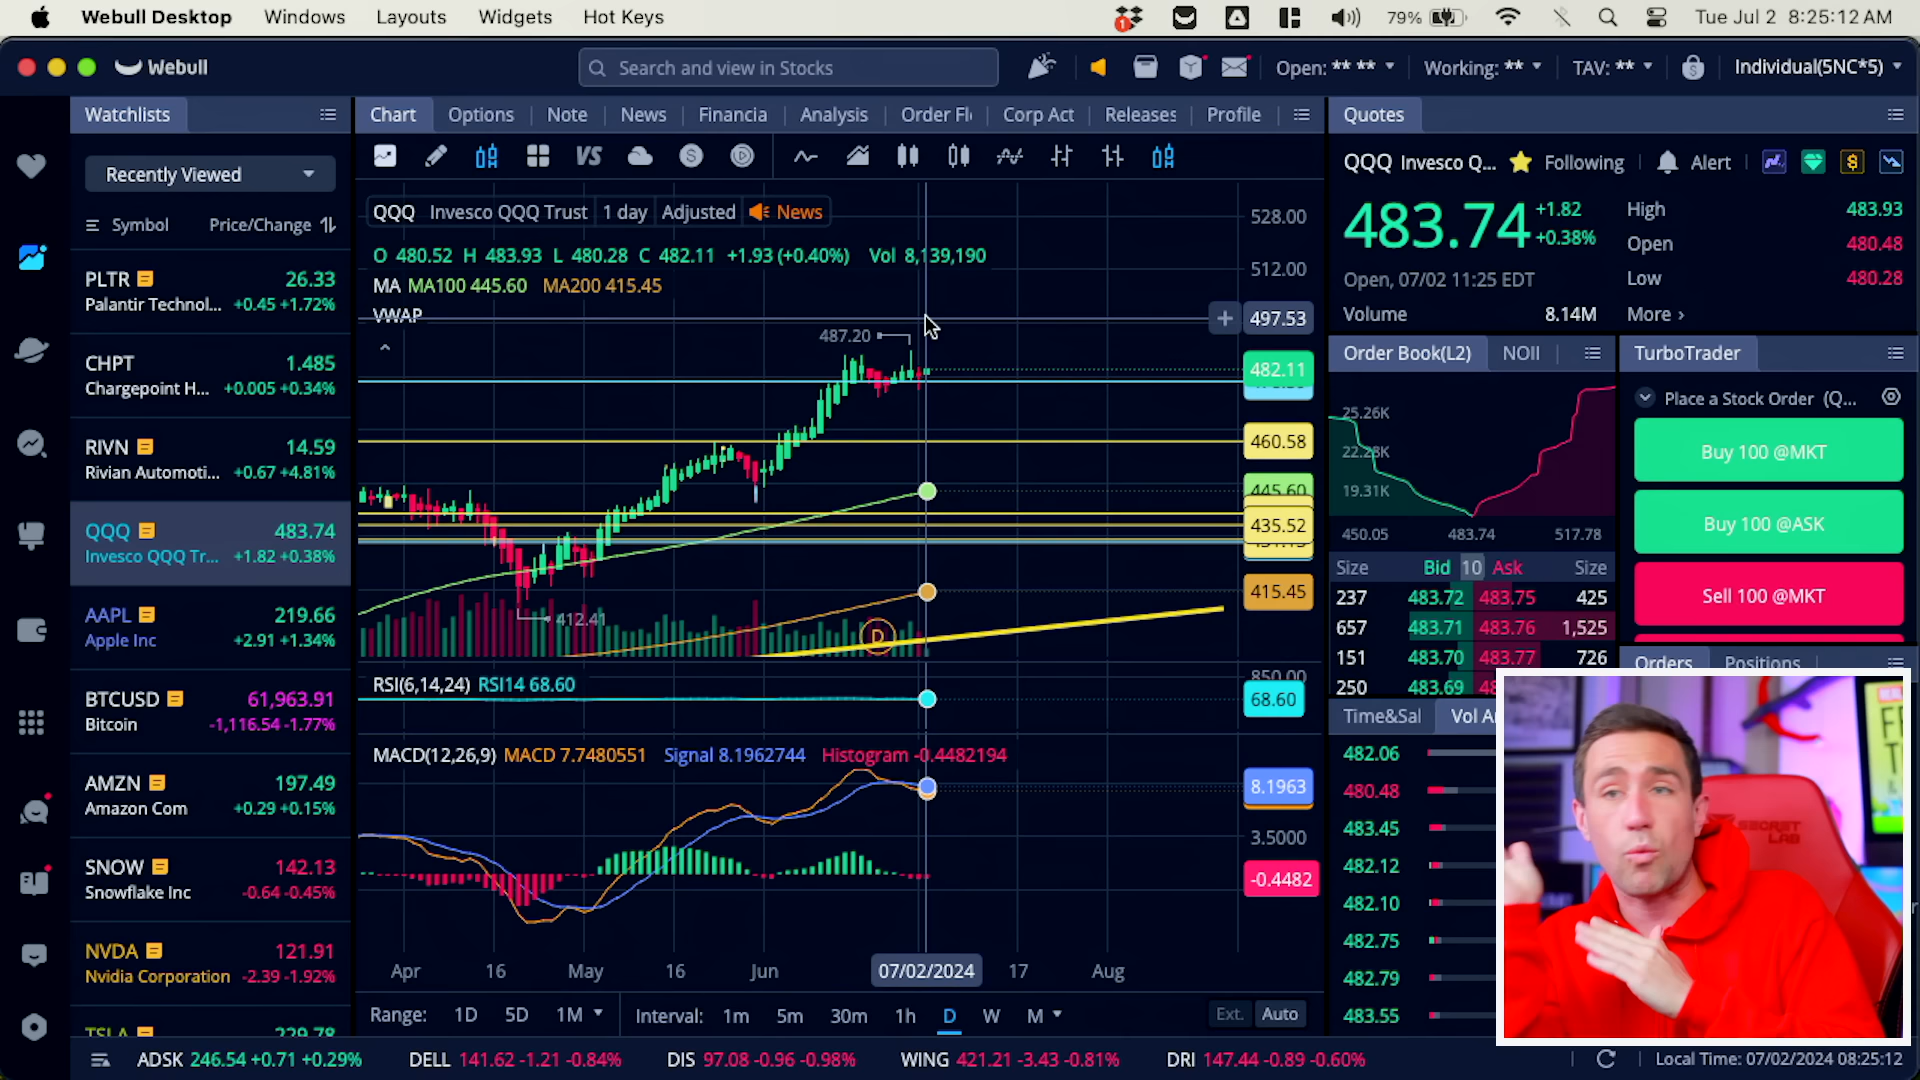 Webull Desktop Windows Layouts Widgets Hot Keys
1 79% Tue Jul 2 8:25:12 AM
Webull
Search and view in Stocks
Open: ** ** Working: ** TAV: ** Individual(5NC*5)
Watchlists
Recently Viewed
Symbol Price/Change
PLTR 26.33
Palantir Technol... +0.45 +1.72%
CHPT 1.485
Chargepoint H... +0.005 +0.34%
RIVN 14.59
Rivian Automoti... +0.67 +4.81%
QQQ 483.74
Invesco QQQ Tr... +1.82 +0.38%
AAPL 219.66
Apple Inc +2.91 +1.34%
BTCUSD 61,963.91
Bitcoin -1,116.54 -1.77%
AMZN 197.49
Amazon Com +0.29 +0.15%
SNOW 142.13
Snowflake Inc -0.64 -0.45%
NVDA 121.91
Nvidia Corporation -2.39 -1.92%
TSLA 229.78
Chart Options Note News Financia Analysis Order Fl Corp Act Releases Profile
VS S
QQQ Invesco QQQ Trust 1 day Adjusted News
O 480.52 H 483.93 L 480.28 C 482.11 +1.93 (+0.40%) Vol 8,139,190
MA MA100 445.60 MA200 415.45
VWAP
487.20
412.41
D
528.00
512.00
497.53
482.11
460.58
445.60
435.52
415.45
RSI(6,14,24) RSI14 68.60
850.00
68.60
MACD(12,26,9) MACD 7.7480551 Signal 8.1962744 Histogram -0.4482194
8.1963
3.5000
-0.4482
Apr 16 May 16 Jun 07/02/2024 17 Aug
Range: 1D 5D 1M Interval: 1m 5m 30m 1h D W M Ext. Auto
Quotes
QQQ Invesco Q... Following Alert
483.74 +1.82
+0.38%
High 483.93
Open 480.48
Low 480.28
Open, 07/02 11:25 EDT
Volume 8.14M More
Order Book(L2) NOII
25.26K
22.28K
19.31K
450.05 483.74 517.78
Size Bid 10 Ask Size
237 483.72 483.75 425
657 483.71 483.76 1,525
151 483.70 483.77 726
250 483.69 48
TurboTrader
Place a Stock Order (Q...
Buy 100 @MKT
Buy 100 @ASK
Sell 100 @MKT
Orders Positions
Time&Sal Vol An
482.06
480.48
483.45
482.12
482.10
482.75
482.79
483.55
SECRET
LAB
ADSK 246.54 +0.71 +0.29% DELL 141.62 -1.21 -0.84% DIS 97.08 -0.96 -0.98% WING 421.21 -3.43 -0.81% DRI 147.44 -0.89 -0.60%
Local Time: 07/02/2024 08:25:12